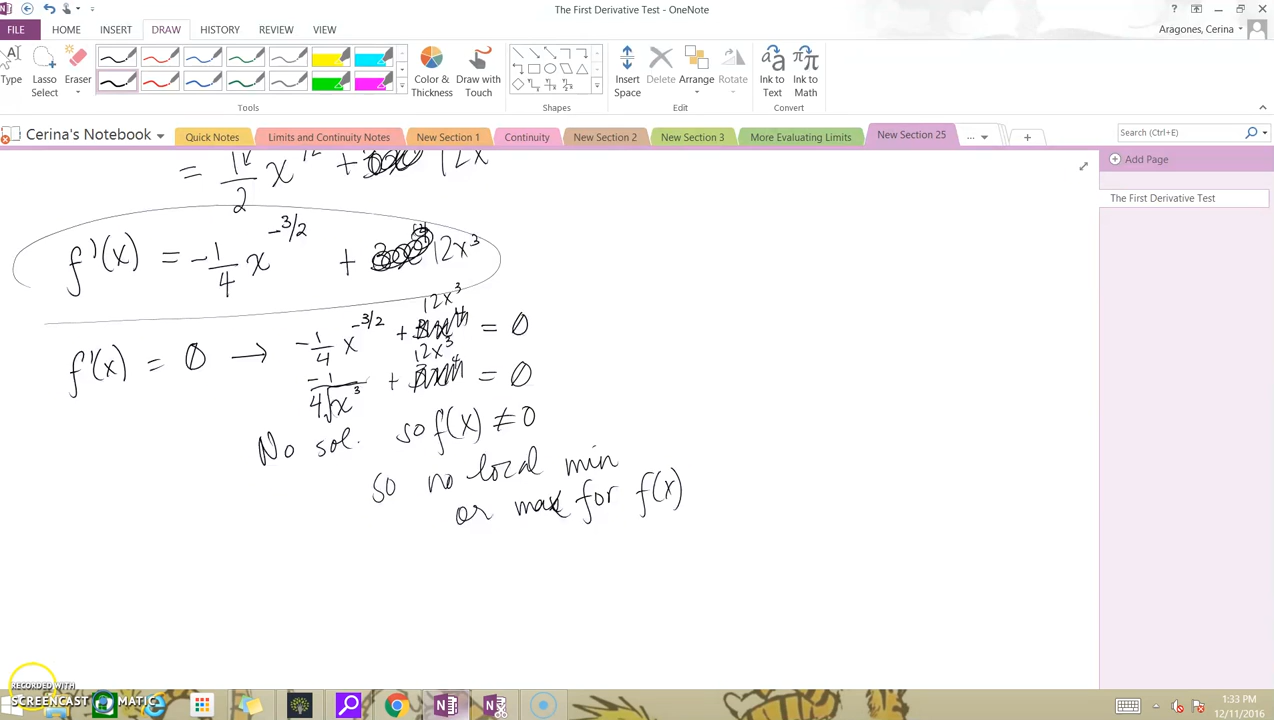 The First Derivative Test - OneNote
FILE HOME INSERT DRAW HISTORY REVIEW VIEW
Aragones, Cerina
Type Lasso Select Eraser Color & Thickness Draw with Touch Insert Space Delete Arrange Rotate Ink to Text Ink to Math
Tools Shapes Edit Convert
Cerina's Notebook Quick Notes Limits and Continuity Notes New Section 1 Continuity New Section 2 New Section 3 More Evaluating Limits New Section 25 ... Search (Ctrl+E)
Add Page
The First Derivative Test
f'(x) = -1/4 x^-3/2 + 12x^3
f'(x) = 0 → -1/4 x^-3/2 + 12x^3 = 0
-1/4√x^3 + 12x^3 = 0
No sol. so f(x) ≠ 0
so no local min
or max for f(x)
RECORDED WITH
SCREENCAST MATIC
1:33 PM
12/11/2016